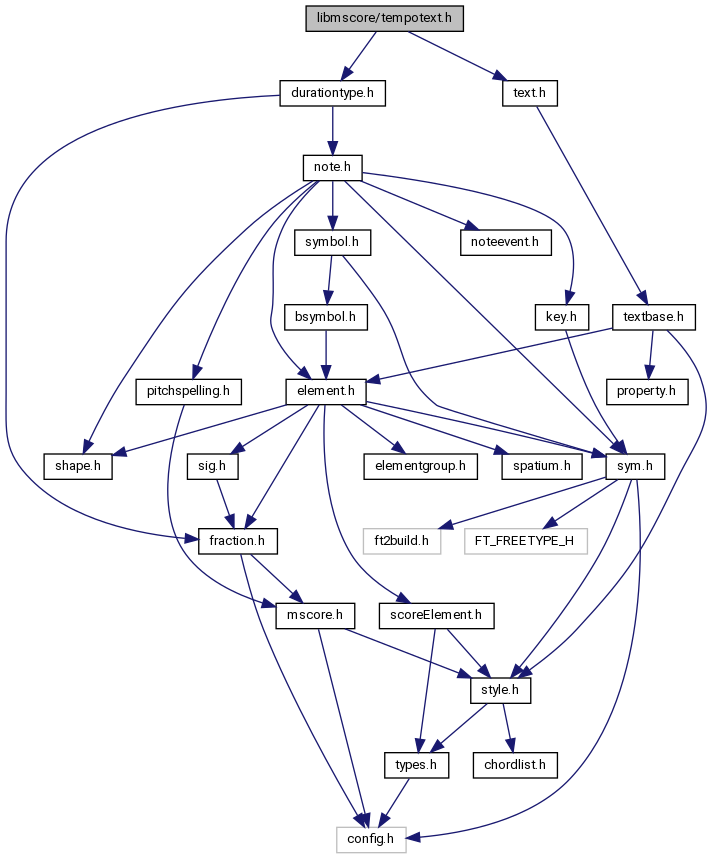 libmscore/tempotext.h
durationtype.h
text.h
note.h
symbol.h
noteevent.h
bsymbol.h
key.h
textbase.h
pitchspelling.h
element.h
property.h
shape.h
sig.h
elementgroup.h
spatium.h
sym.h
fraction.h
ft2build.h
FT_FREETYPE_H
mscore.h
scoreElement.h
style.h
types.h
chordlist.h
config.h